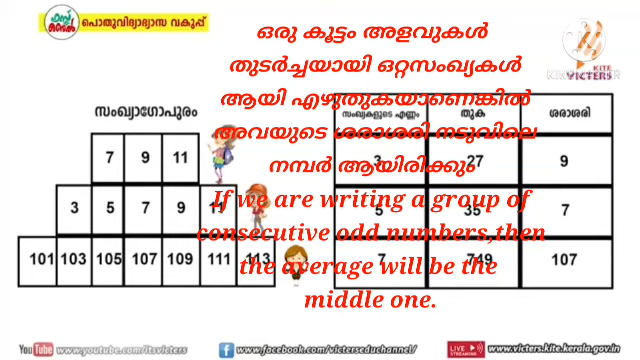 ഫസ്റ്റ്ബെൽ പൊതുവിദ്യാഭ്യാസ വകുപ്പ്
KITE VICTERS
ഒരു കൂട്ടം അളവുകൾ
തുടർച്ചയായി ഒറ്റസംഖ്യകൾ
ആയി എഴുതുകയാണെങ്കിൽ
അവയുടെ ശരാശരി നടുവിലെ
നമ്പർ ആയിരിക്കും
If we are writing a group of
consecutive odd numbers,then
the average will be the
middle one.
സംഖ്യാഗോപുരം
7 9 11
3 5 7 9 11
101 103 105 107 109 111 113
സംഖ്യകളുടെ എണ്ണം തുക ശരാശരി
3 27 9
5 35 7
7 749 107
YouTube www.youtube.com/itsvicters
www.facebook.com/victerseduchannel/
LIVE STREAMING www.victers.kite.kerala.gov.in